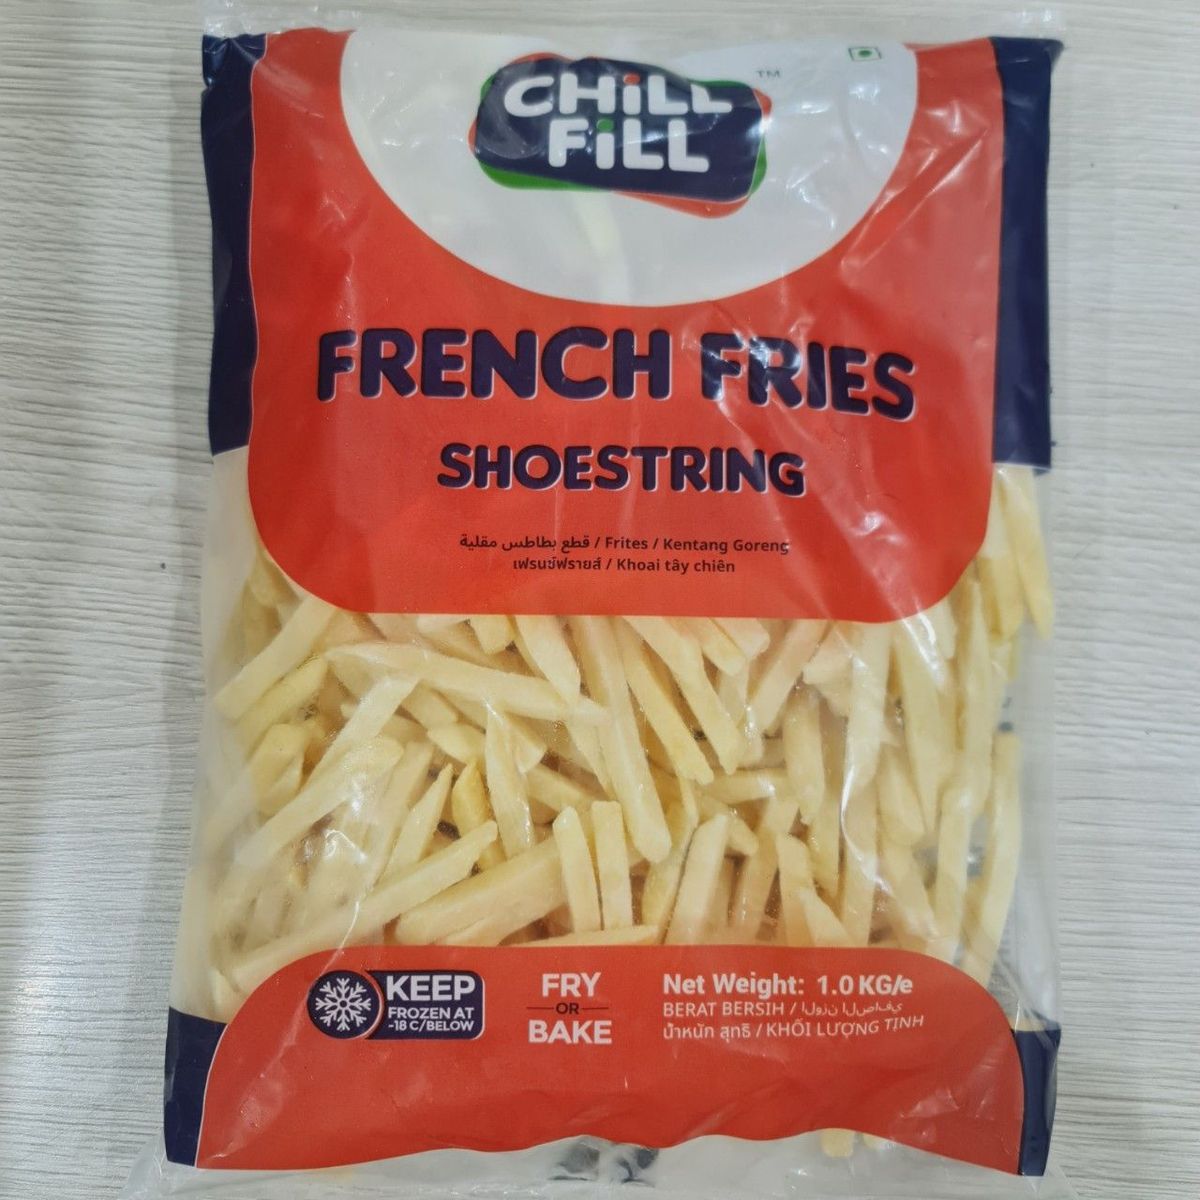 CHiLL
FiLL
TM
FRENCH FRIES
SHOESTRING
قطع بطاطس مقلية / Frites / Kentang Goreng
เฟรนช์ฟรายส์ / Khoai tây chiên
KEEP
FROZEN AT
-18 C/BELOW
FRY
OR
BAKE
Net Weight: 1.0 KG/e
BERAT BERSIH / الوزن الصافي
น้ำหนัก สุทธิ / KHỐI LƯỢNG TỊNH